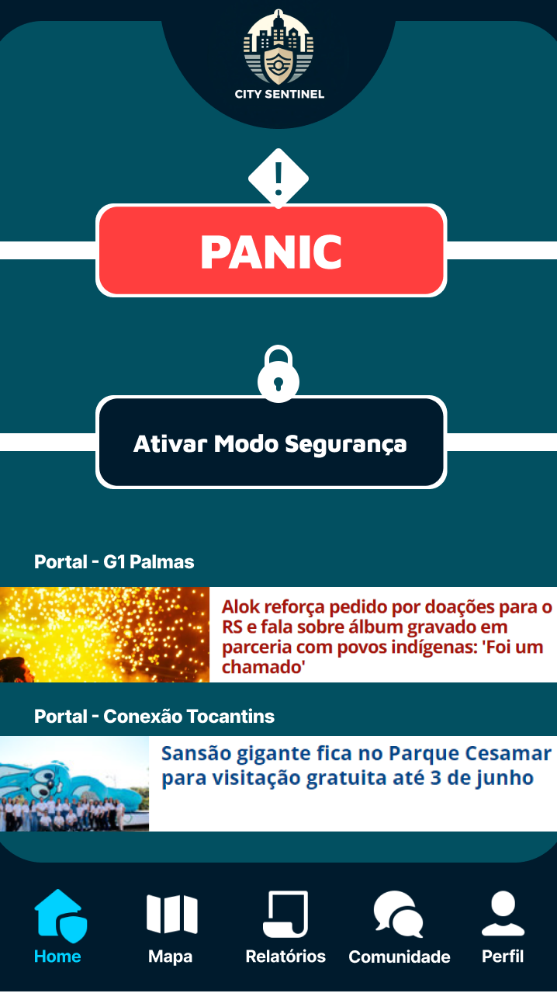 CITY SENTINEL
!
PANIC
Ativar Modo Segurança
Portal - G1 Palmas
Alok reforça pedido por doações para o
RS e fala sobre álbum gravado em
parceria com povos indígenas: 'Foi um
chamado'
Portal - Conexão Tocantins
Sansão gigante fica no Parque Cesamar
para visitação gratuita até 3 de junho
Home
Mapa
Relatórios
Comunidade
Perfil